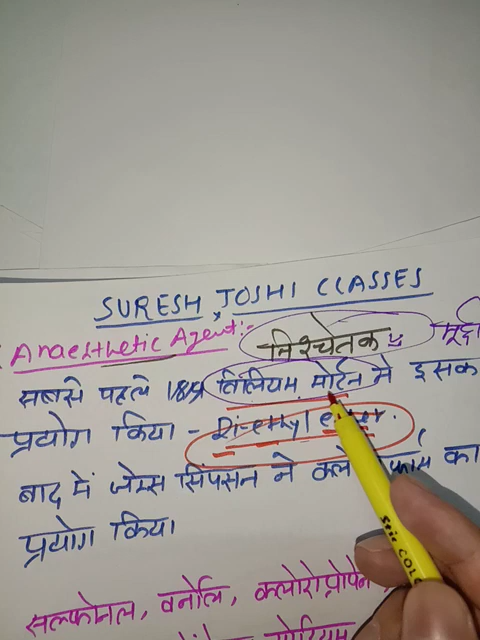 SURESH JOSHI CLASSES
Anaesthetic Agent:- निश्चेतक
सबसे पहले विलियम मोर्टन ने इसक
प्रयोग किया - Di-ethyl ether.
बाद में जेम्स सिंपसन ने का
प्रयोग किया
सल्फोनल, वर्नोल, क्लोरोप्रोपेन